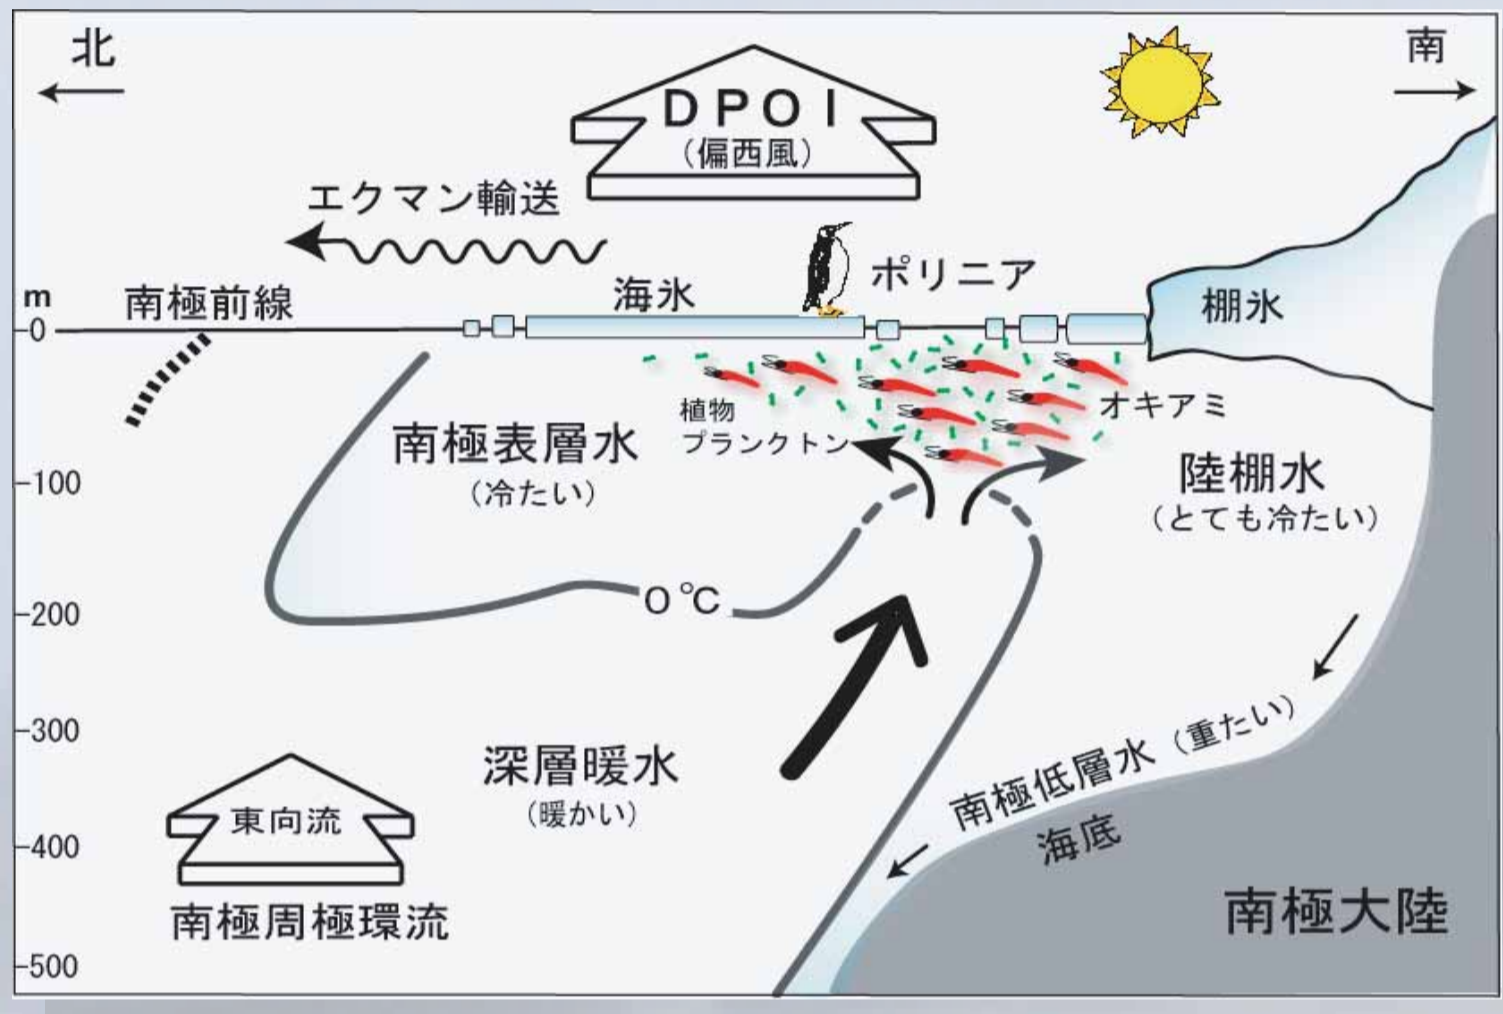 北
南
DPOI
（偏西風）
エクマン輸送
ポリニア
海氷
棚氷
南極前線
m
0
植物
プランクトン
オキアミ
南極表層水
（冷たい）
陸棚水
（とても冷たい）
100
0℃
200
300
深層暖水
（暖かい）
南極低層水（重たい）
海底
東向流
400
南極周極環流
南極大陸
500